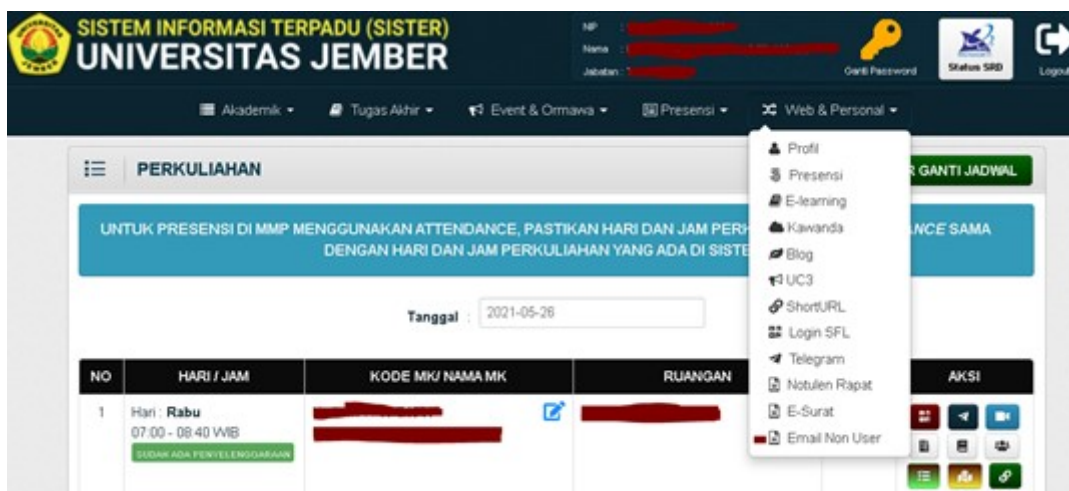 SISTEM INFORMASI TERPADU (SISTER)
UNIVERSITAS JEMBER
NIP :
Nama :
Jabatan :
Ganti Password
Status SRD
Logout
Akademik
Tugas Akhir
Event & Ormawa
Presensi
Web & Personal
PERKULIAHAN
R GANTI JADWAL
Profil
Presensi
E-learning
Kawanda
Blog
UC3
ShortURL
Login SFL
Telegram
Notulen Rapat
E-Surat
Email Non User
UNTUK PRESENSI DI MMP MENGGUNAKAN ATTENDANCE, PASTIKAN HARI DAN JAM PERK NCE SAMA
DENGAN HARI DAN JAM PERKULIAHAN YANG ADA DI SISTE
Tanggal : 2021-05-26
NO HARI / JAM KODE MK/ NAMA MK RUANGAN AKSI
1 Hari : Rabu
07:00 - 08:40 WIB
SUDAH ADA PENYELENGGARAAN